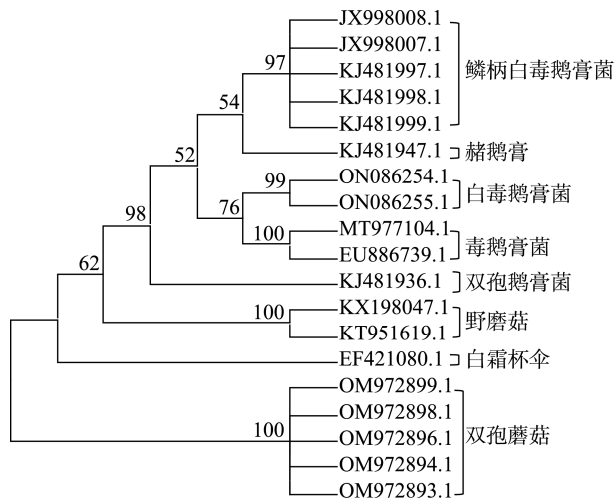 JX998008.1
JX998007.1
97
KJ481997.1
鳞柄白毒鹅膏菌
KJ481998.1
54
KJ481999.1
52
KJ481947.1
赭鹅膏
99
ON086254.1
白毒鹅膏菌
ON086255.1
76
98
MT977104.1
毒鹅膏菌
100
EU886739.1
62
KJ481936.1
双孢鹅膏菌
100
KX198047.1
野磨菇
KT951619.1
EF421080.1
白霜杯伞
OM972899.1
OM972898.1
100
OM972896.1
双孢蘑菇
OM972894.1
OM972893.1